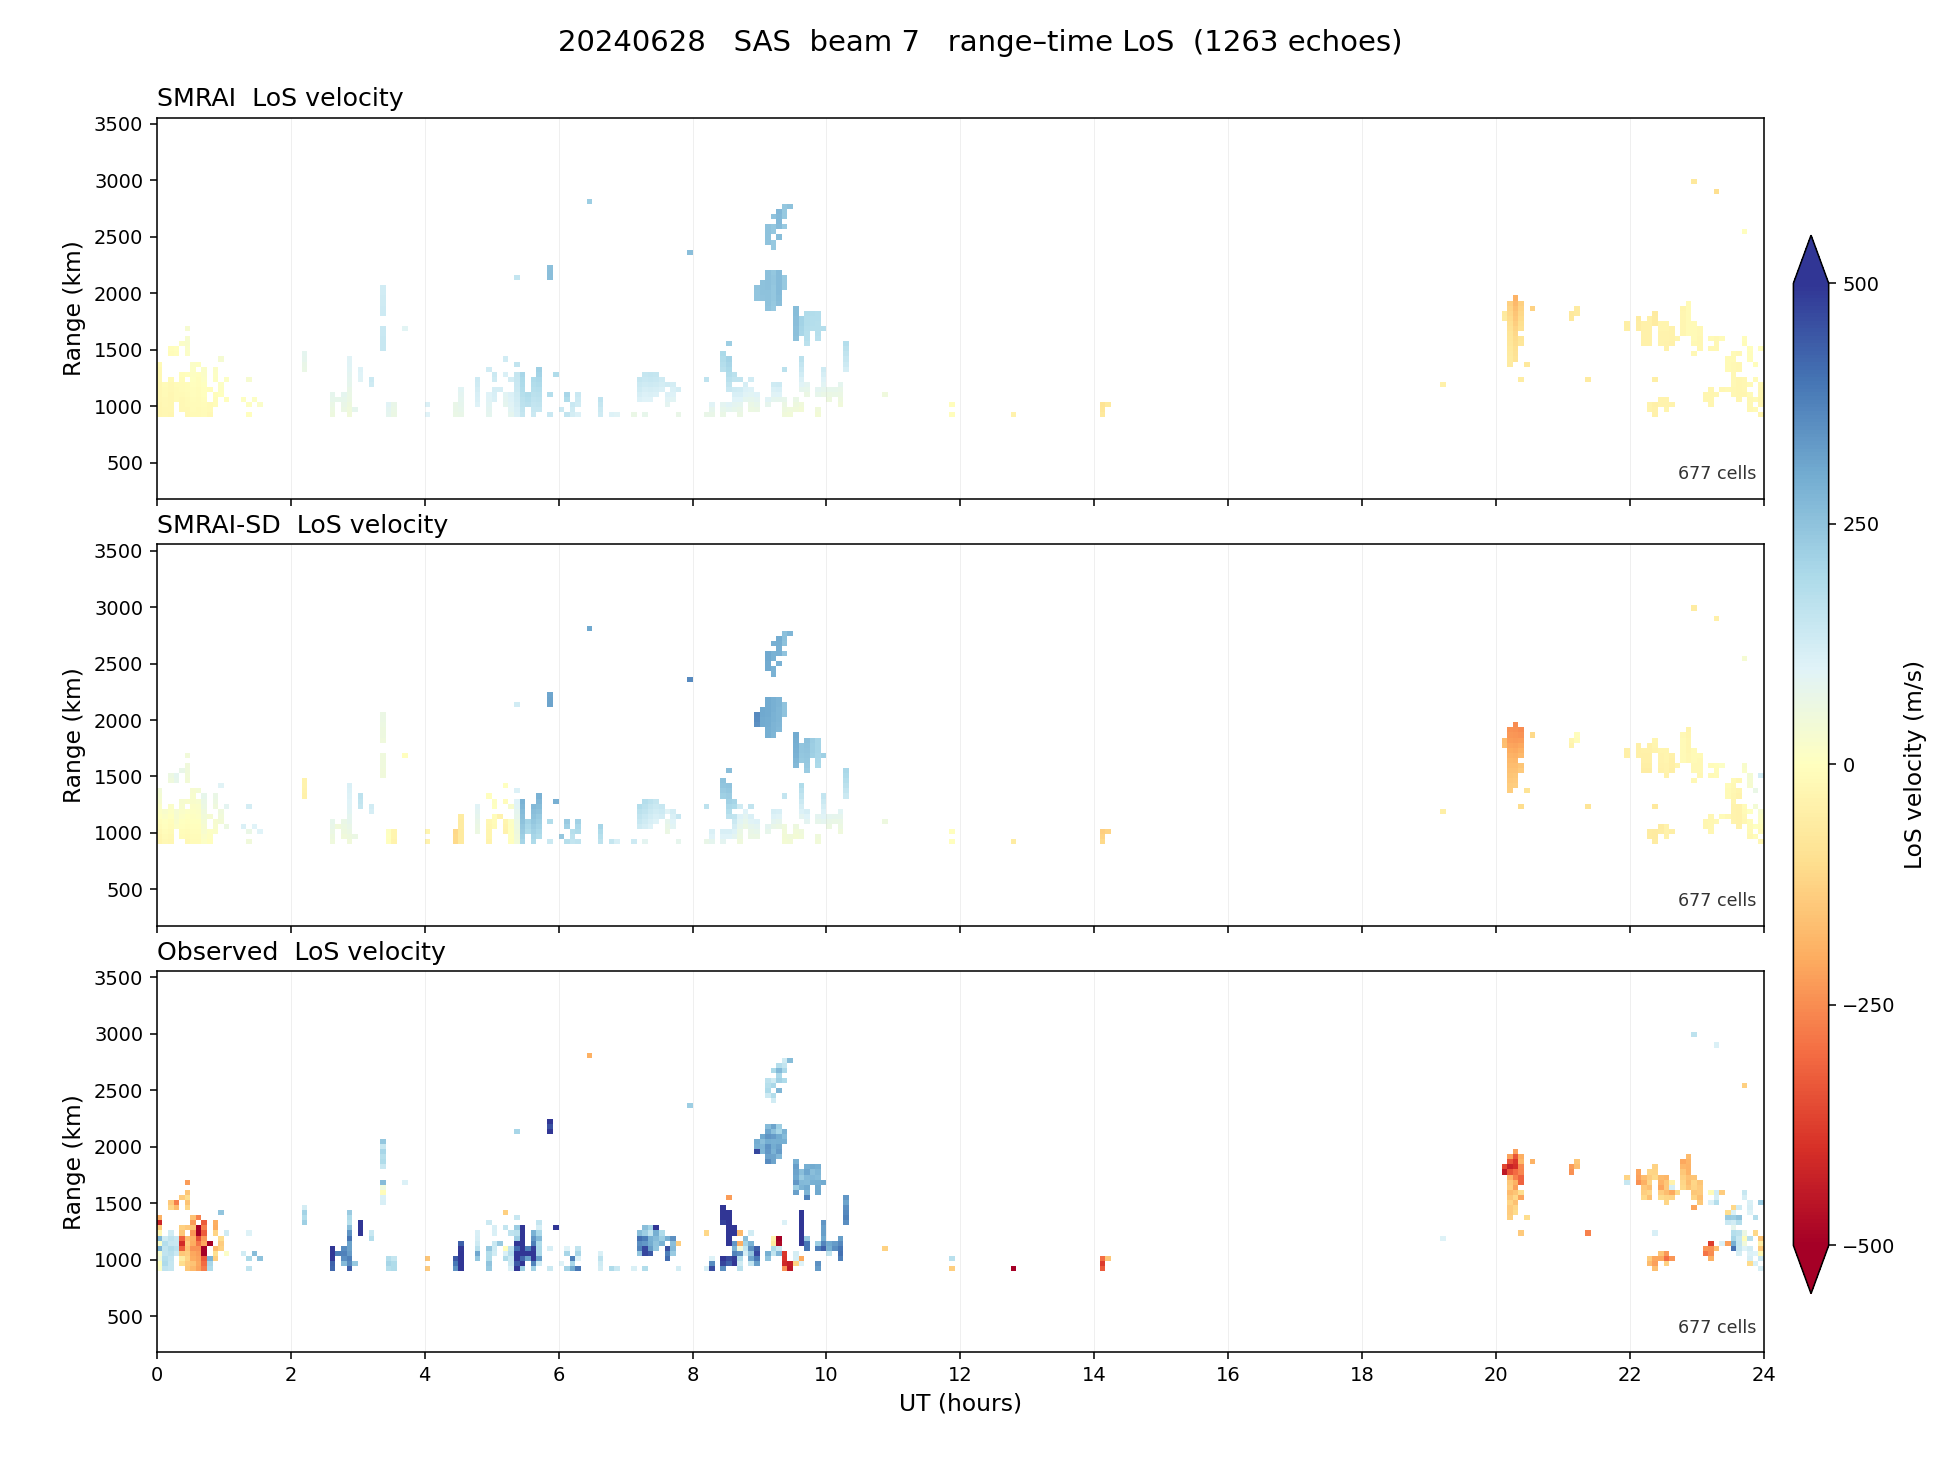 20240628   SAS  beam 7   range–time LoS  (1263 echoes)
SMRAI  LoS velocity
3500
3000
2500
2000
1500
1000
500
Range (km)
677 cells
SMRAI-SD  LoS velocity
3500
3000
2500
2000
1500
1000
500
Range (km)
677 cells
Observed  LoS velocity
3500
3000
2500
2000
1500
1000
500
Range (km)
677 cells
0 2 4 6 8 10 12 14 16 18 20 22 24
UT (hours)
500
250
0
−250
−500
LoS velocity (m/s)